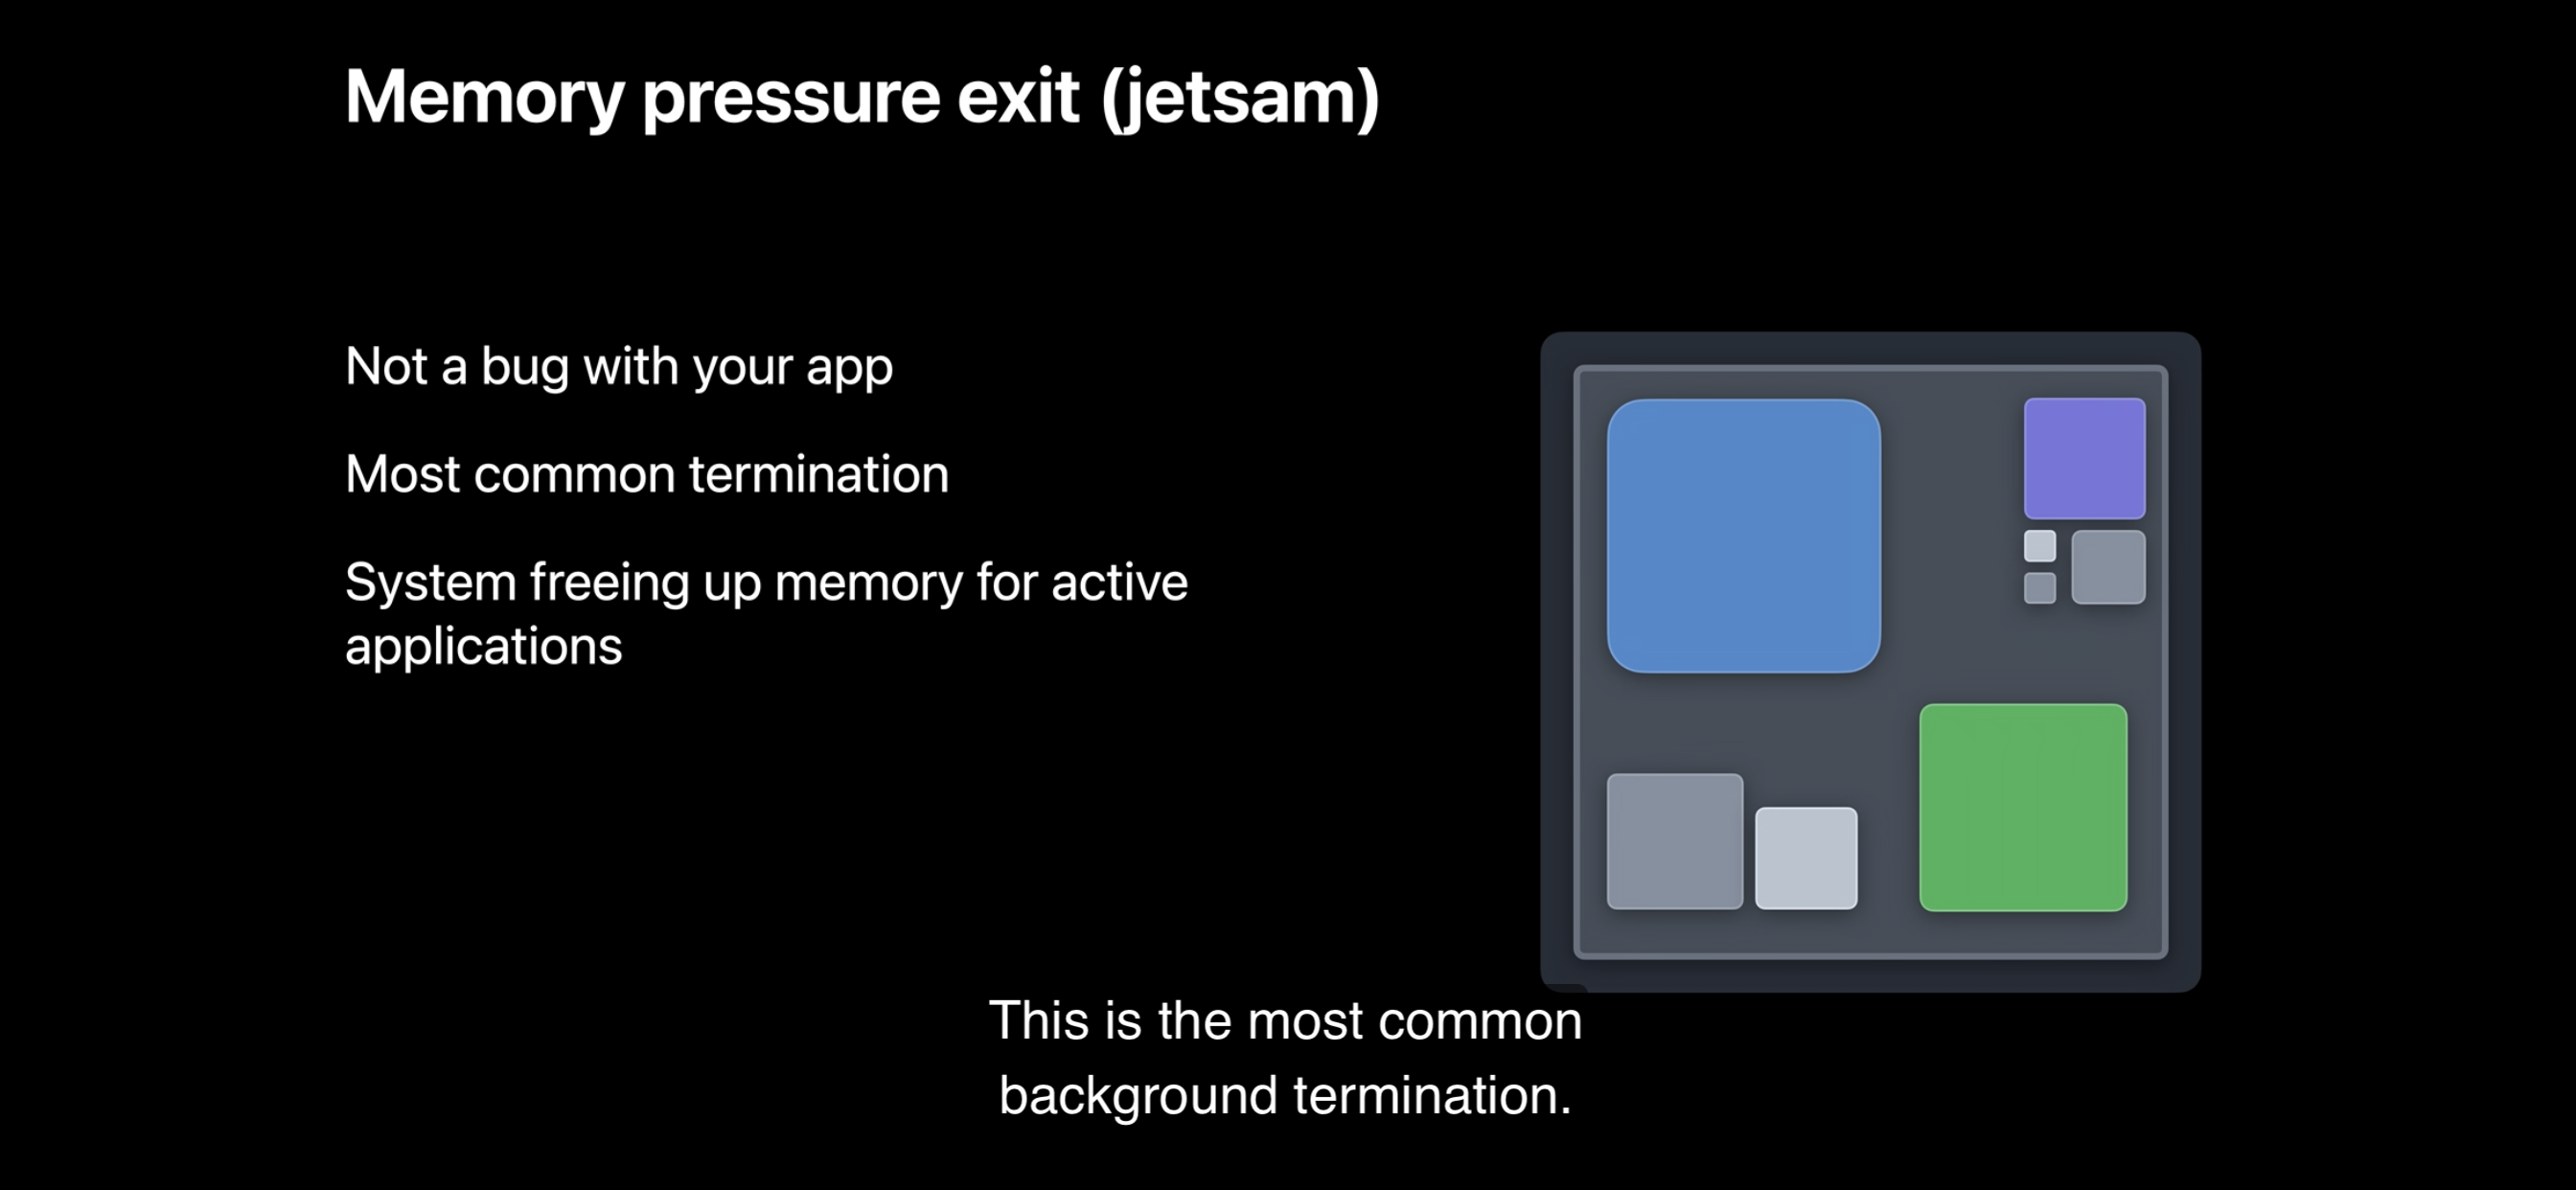 Memory pressure exit (jetsam)
Not a bug with your app
Most common termination
System freeing up memory for active
applications
This is the most common
background termination.